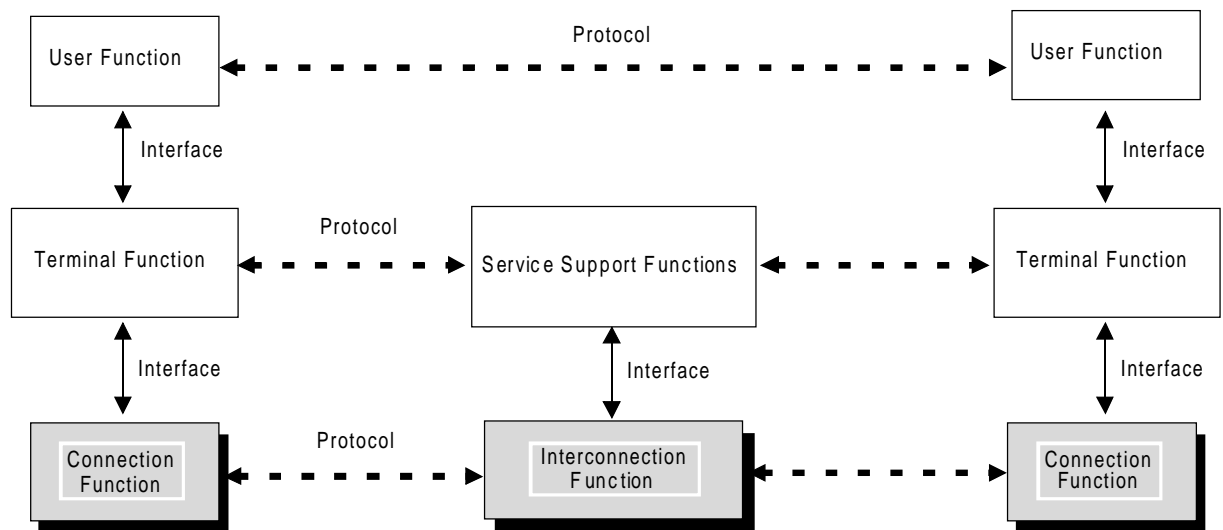 Protocol
User Function
User Function
Interface
Interface
Protocol
Terminal Function
Service Support Functions
Terminal Function
Interface
Interface
Interface
Protocol
Connection
Function
Interconnection
Function
Connection
Function